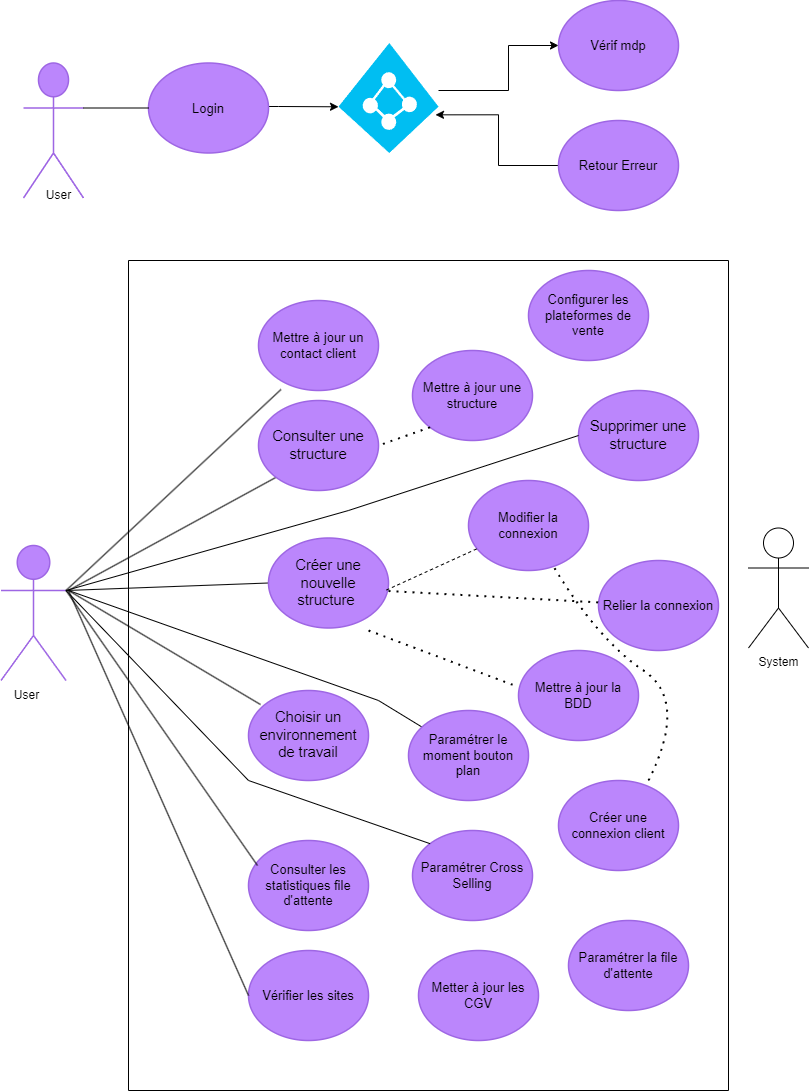 Vérif mdp
Login
Retour Erreur
User
Configurer les
plateformes de
vente
Mettre à jour un
contact client
Mettre à jour une
structure
Consulter une
structure
Supprimer une
structure
Modifier la
connexion
Créer une
nouvelle
structure
Relier la connexion
System
User
Mettre à jour la
BDD
Choisir un
environnement
de travail
Paramétrer le
moment bouton
plan
Créer une
connexion client
Consulter les
statistiques file
d'attente
Paramétrer Cross
Selling
Paramétrer la file
d'attente
Vérifier les sites
Metter à jour les
CGV